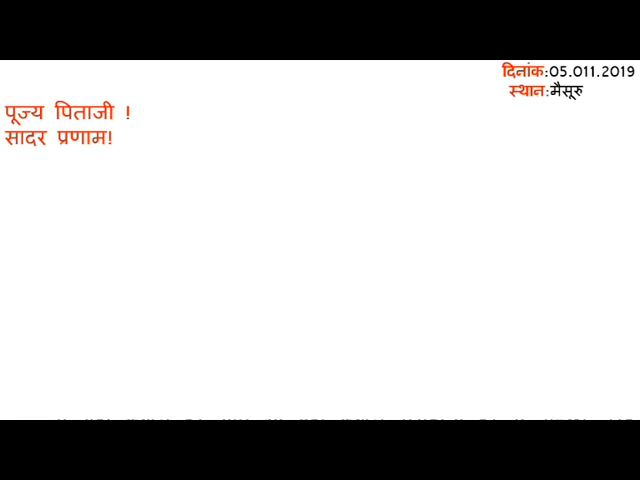 दिनांक:05.011.2019
स्थान:मैसूरु
पूज्य पिताजी !
सादर प्रणाम!